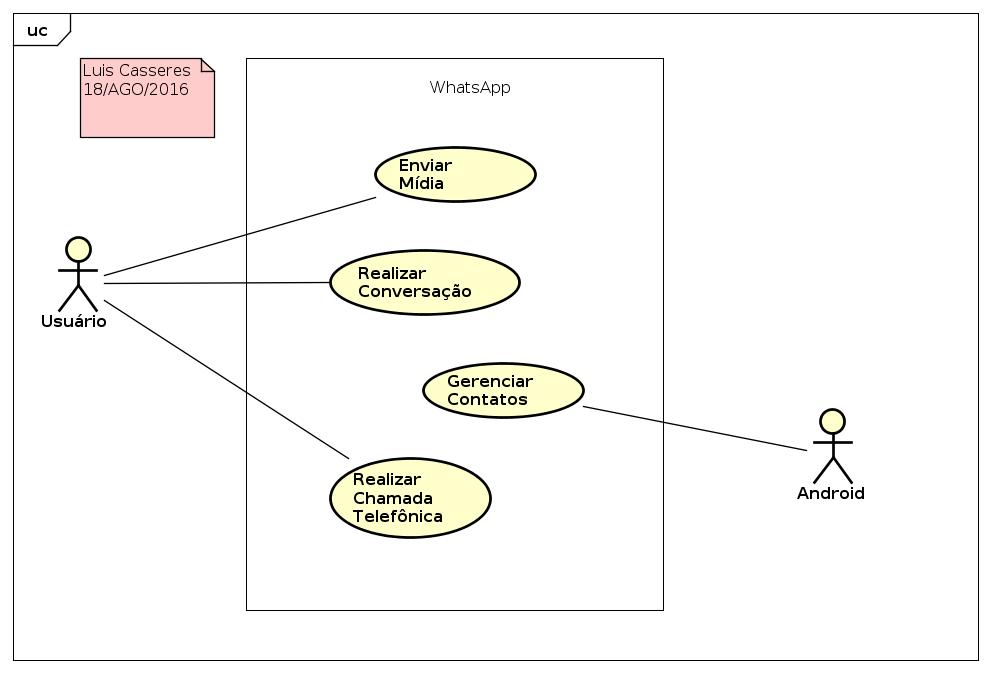 uc
Luis Casseres
18/AGO/2016
WhatsApp
Enviar
Mídia
Realizar
Conversação
Usuário
Gerenciar
Contatos
Realizar
Chamada
Telefônica
Android